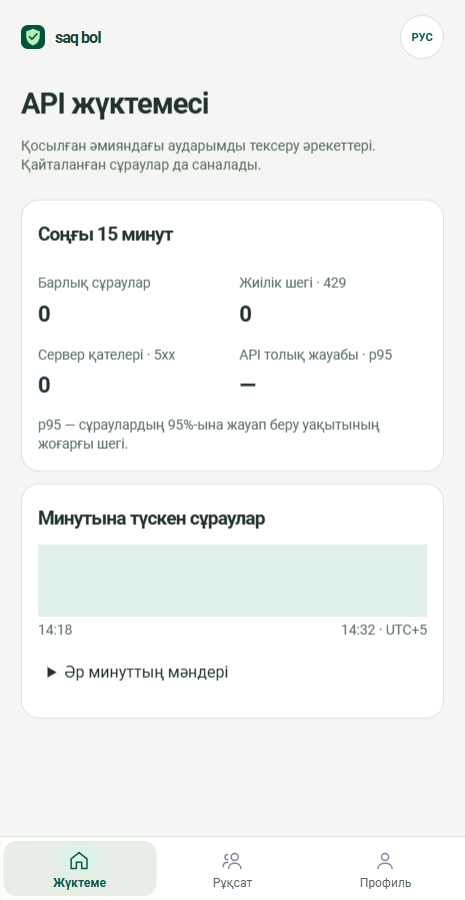 saq bol
РУС
API жүктемесі
Қосылған әмияндағы аударымды тексеру әрекеттері.
Қайталанған сұраулар да саналады.
Соңғы 15 минут
Барлық сұраулар
Жиілік шегі · 429
0
0
Сервер қателері · 5xx
API толық жауабы · p95
0
—
p95 — сұраулардың 95%-ына жауап беру уақытының
жоғарғы шегі.
Минутына түскен сұраулар
14:18
14:32 · UTC+5
▶ Әр минуттың мәндері
Жүктеме
Рұқсат
Профиль